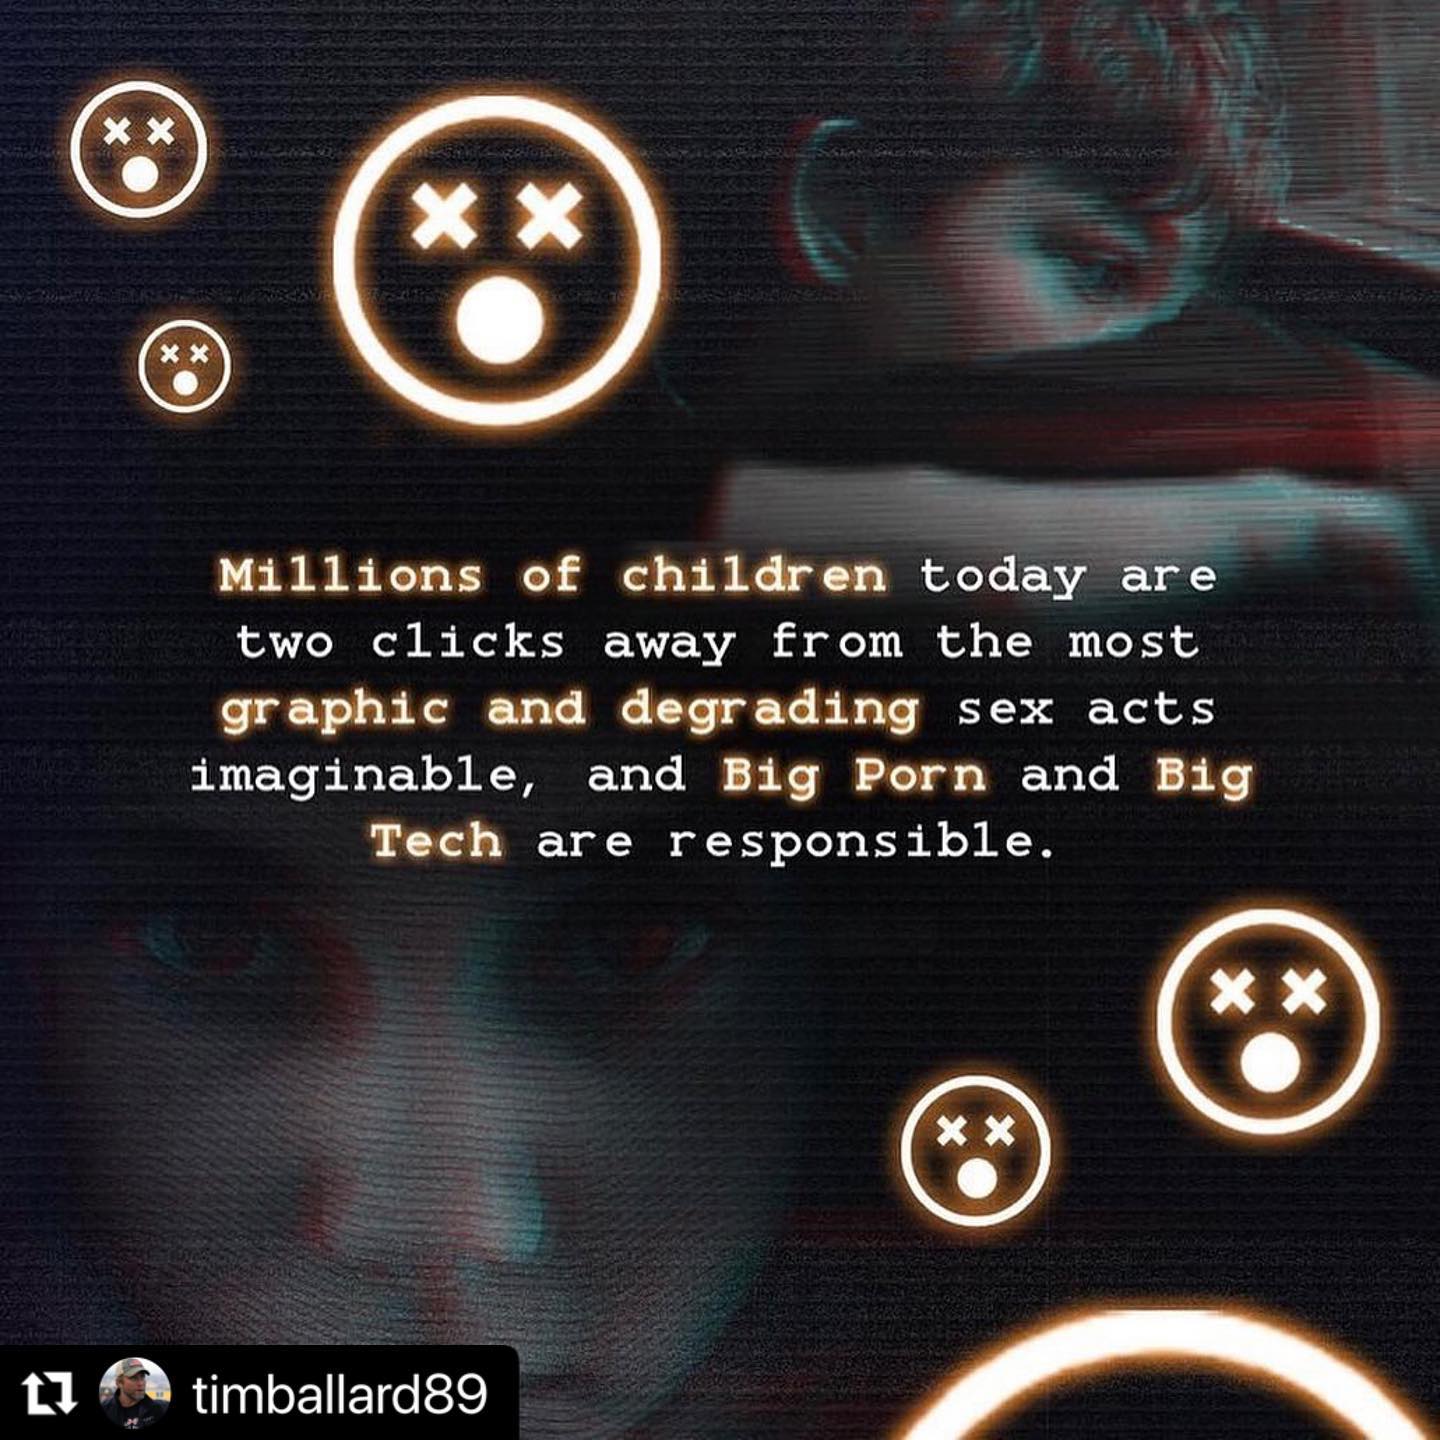 Millions of children today are
two clicks away from the most
graphic and degrading sex acts
imaginable, and Big Porn and Big
Tech are responsible.
timballard89